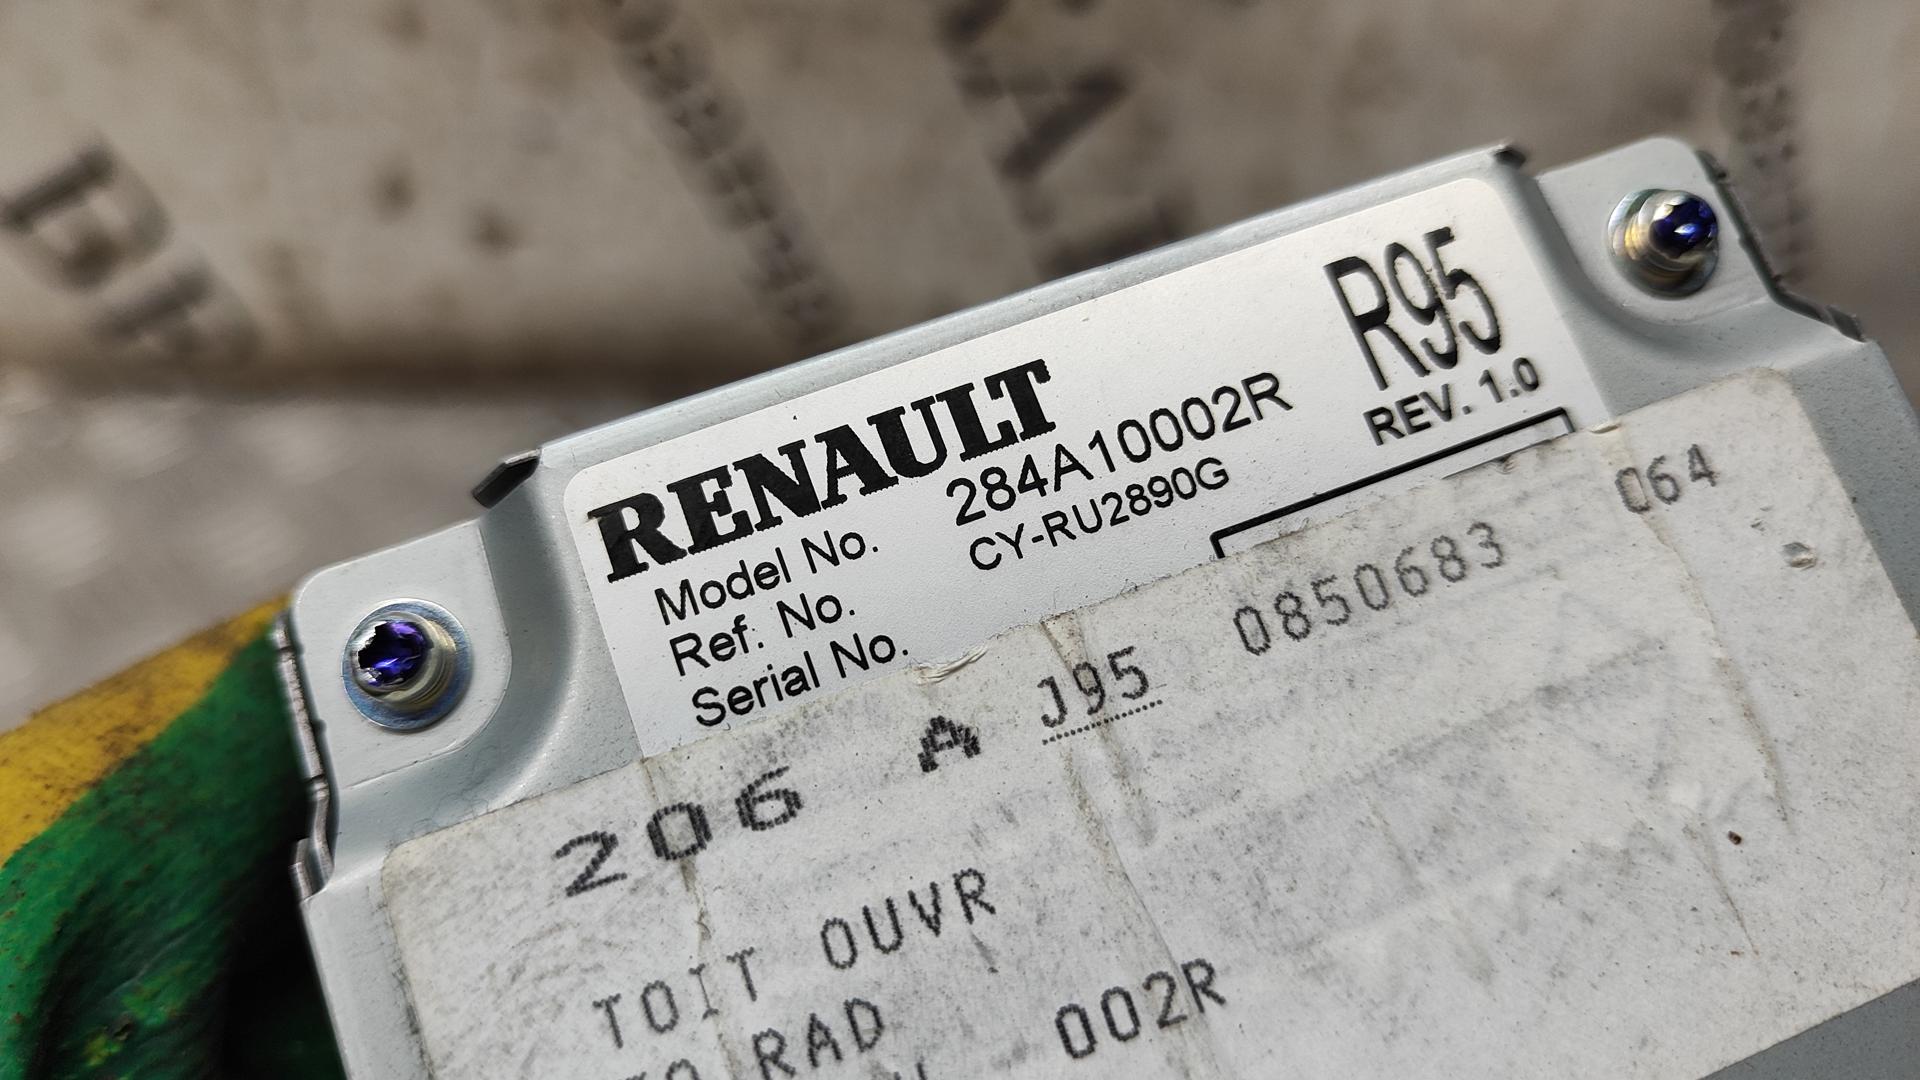 RENAULT
R95
REV. 1.0
Model No. 284A10002R
Ref. No. CY-RU2890G
Serial No.
206 A J95 0850683 064
TOIT OUVR
RAD 002R